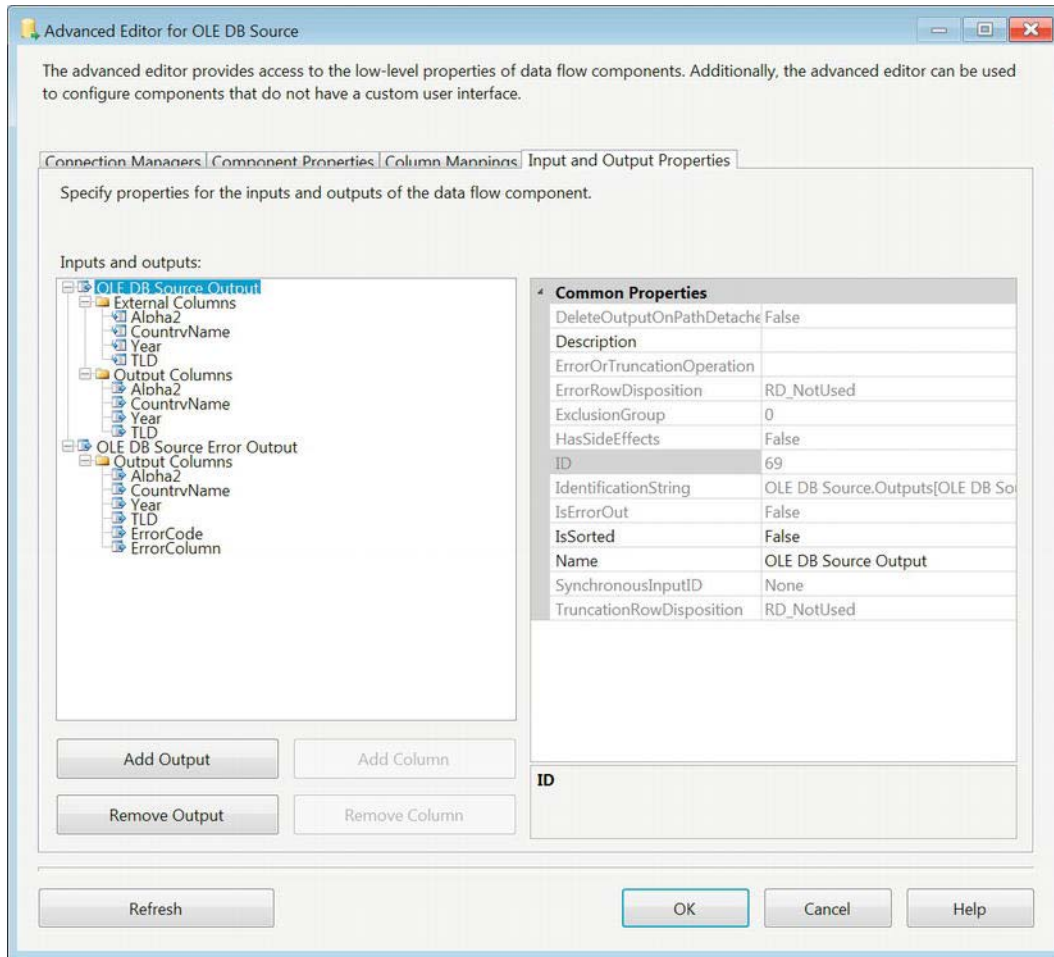 Advanced Editor for OLE DB Source
The advanced editor provides access to the low-level properties of data flow components. Additionally, the advanced editor can be used
to configure components that do not have a custom user interface.
Connection Managers Component Properties Column Mappings Input and Output Properties
Specify properties for the inputs and outputs of the data flow component.
Inputs and outputs:
OLE DB Source Output
External Columns
Alpha2
CountryName
Year
TLD
Output Columns
Alpha2
CountryName
Year
TLD
OLE DB Source Error Output
Output Columns
Alpha2
CountryName
Year
TLD
ErrorCode
ErrorColumn
Common Properties
DeleteOutputOnPathDetache False
Description
ErrorOrTruncationOperation
ErrorRowDisposition RD_NotUsed
ExclusionGroup 0
HasSideEffects False
ID 69
IdentificationString OLE DB Source.Outputs[OLE DB Sou
IsErrorOut False
IsSorted False
Name OLE DB Source Output
SynchronousInputID None
TruncationRowDisposition RD_NotUsed
Add Output Add Column
Remove Output Remove Column
ID
Refresh OK Cancel Help